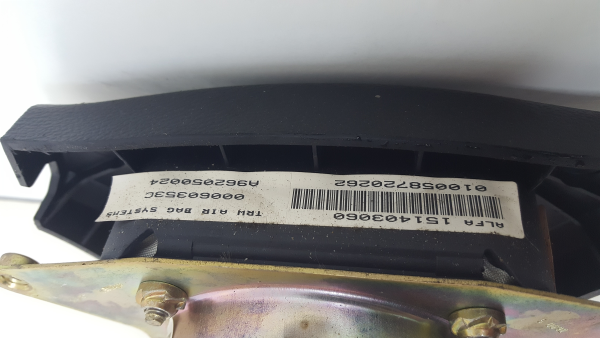 ALFA 151403060
010058720262
TRW AIR BAG SYSTEMS
00060353C
A962050024